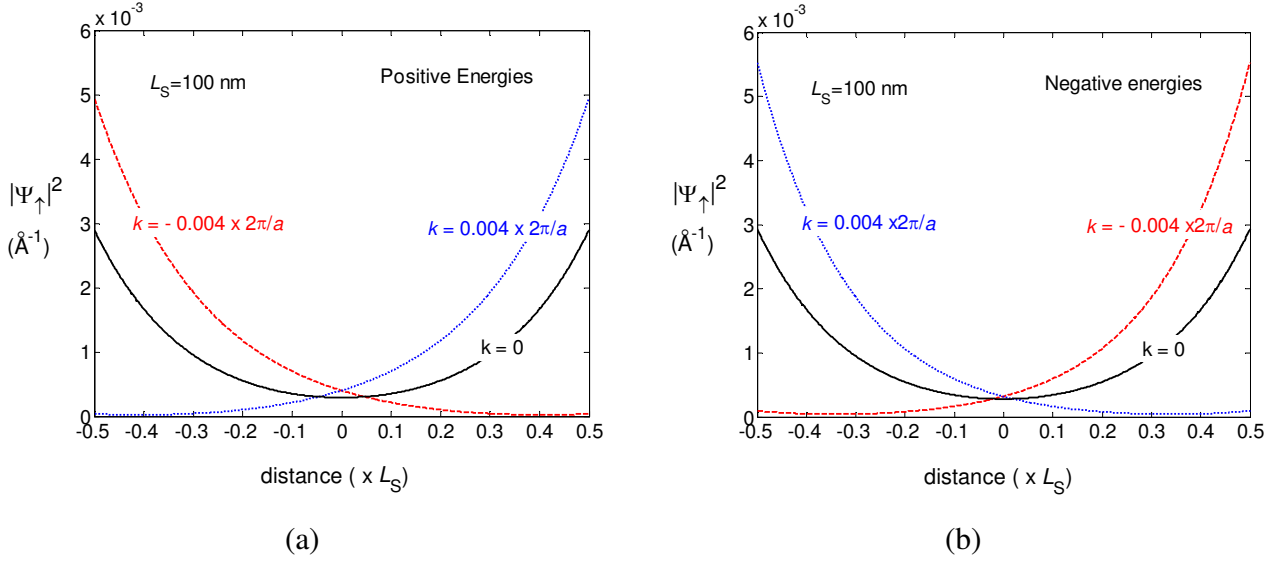 x 10⁻³
6
5
4
3
2
1
0
|Ψ↑|²
(Å⁻¹)
L_S=100 nm
Positive Energies
k = - 0.004 x 2π/a
k = 0.004 x 2π/a
k = 0
-0.5 -0.4 -0.3 -0.2 -0.1 0 0.1 0.2 0.3 0.4 0.5
distance ( x L_S)
(a)
x 10⁻³
6
5
4
3
2
1
0
|Ψ↑|²
(Å⁻¹)
L_S=100 nm
Negative energies
k = 0.004 x2π/a
k = - 0.004 x2π/a
k = 0
-0.5 -0.4 -0.3 -0.2 -0.1 0 0.1 0.2 0.3 0.4 0.5
distance ( x L_S)
(b)